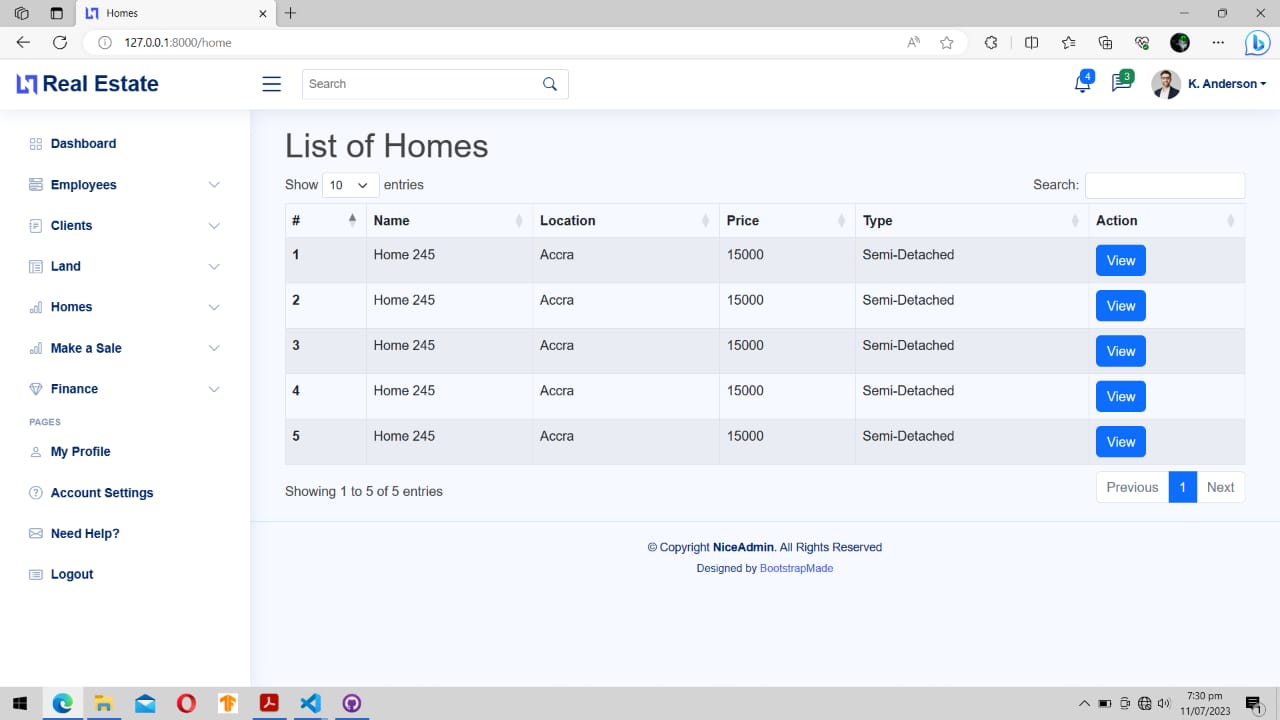 Homes
127.0.0.1:8000/home
Real Estate
Search
4
3
K. Anderson
Dashboard
Employees
Clients
Land
Homes
Make a Sale
Finance
PAGES
My Profile
Account Settings
Need Help?
Logout
List of Homes
Show 10 entries
Search:
# Name Location Price Type Action
1 Home 245 Accra 15000 Semi-Detached View
2 Home 245 Accra 15000 Semi-Detached View
3 Home 245 Accra 15000 Semi-Detached View
4 Home 245 Accra 15000 Semi-Detached View
5 Home 245 Accra 15000 Semi-Detached View
Showing 1 to 5 of 5 entries
Previous 1 Next
© Copyright NiceAdmin. All Rights Reserved
Designed by BootstrapMade
7:30 pm
11/07/2023
1